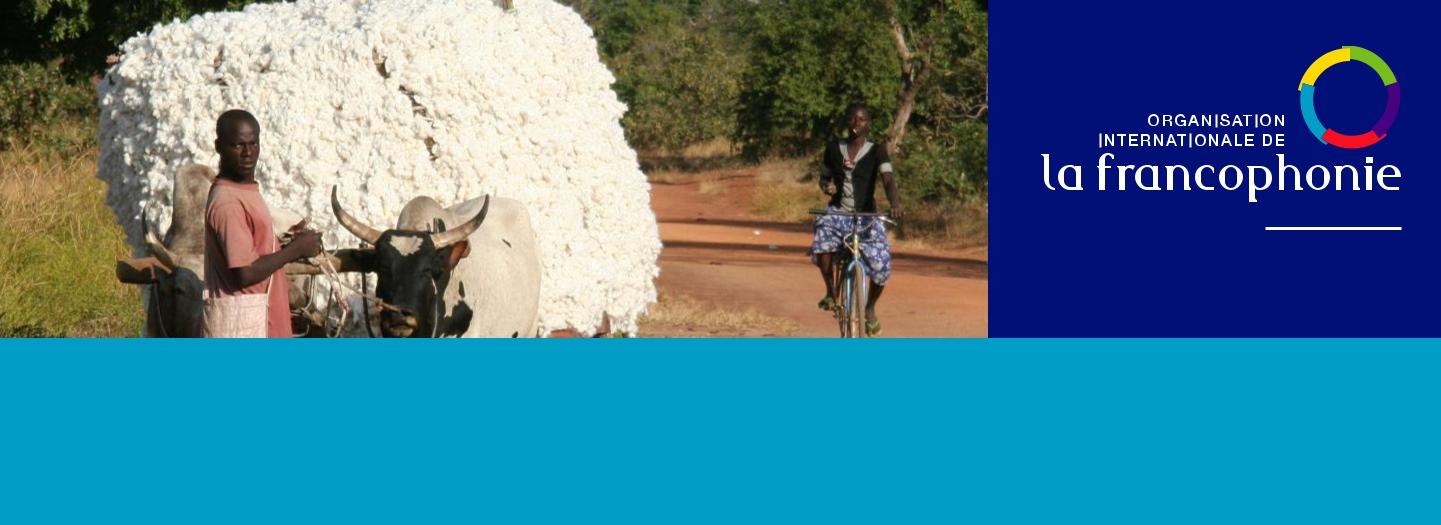 ORGANISATION
INTERNATIONALE DE
la francophonie